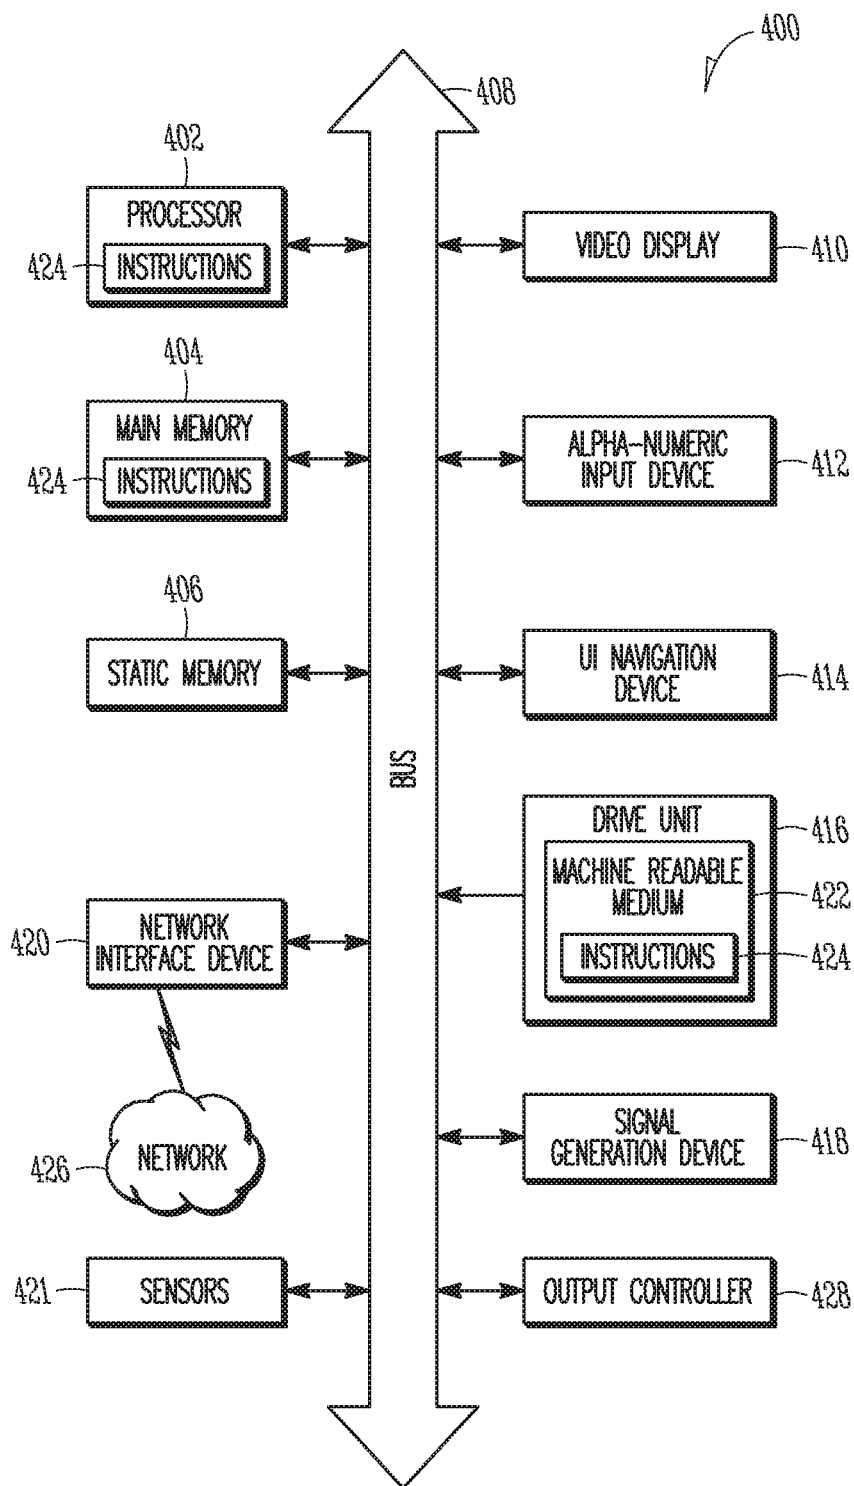 400
408
402
PROCESSOR
424
INSTRUCTIONS
VIDEO DISPLAY
410
404
MAIN MEMORY
424
INSTRUCTIONS
ALPHA-NUMERIC
INPUT DEVICE
412
406
STATIC MEMORY
UI NAVIGATION
DEVICE
414
BUS
DRIVE UNIT
416
MACHINE READABLE
MEDIUM
422
INSTRUCTIONS
424
420
NETWORK
INTERFACE DEVICE
426
NETWORK
SIGNAL
GENERATION DEVICE
418
421
SENSORS
OUTPUT CONTROLLER
428